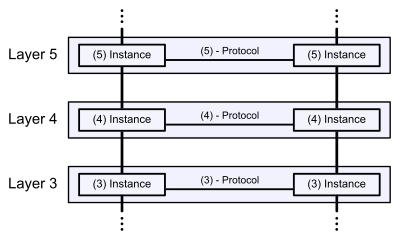 Layer 5 (5) Instance (5) - Protocol (5) Instance
Layer 4 (4) Instance (4) - Protocol (4) Instance
Layer 3 (3) Instance (3) - Protocol (3) Instance